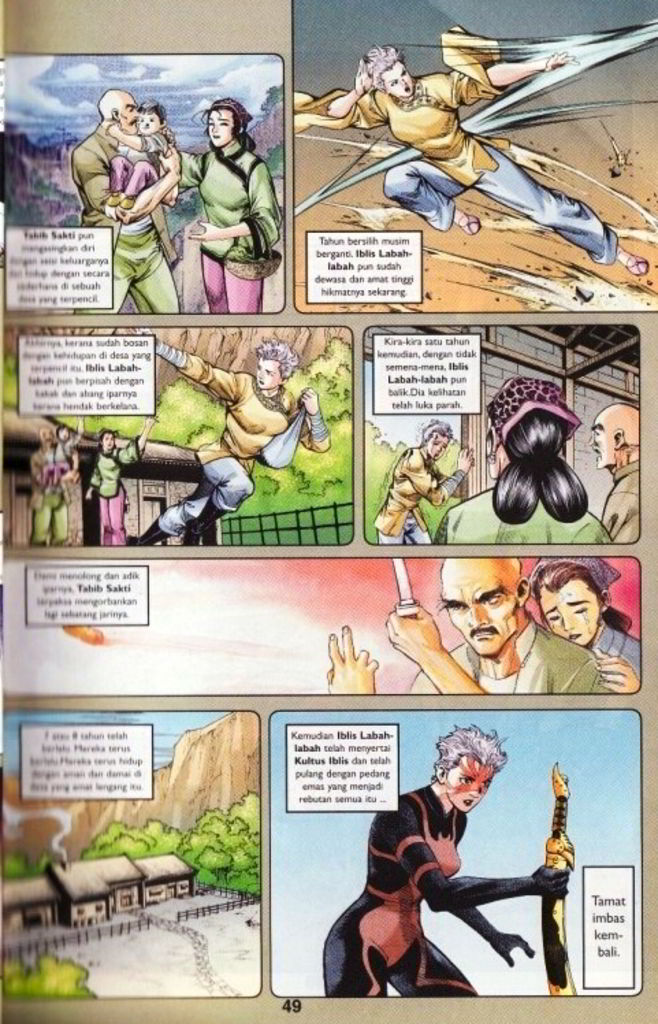 Tabib Sakti pun
mengasingkan diri
dengan seisi keluarganya
dan hidup dengan secara
sederhana di sebuah
desa yang terpencil.
Tahun bersilih musim
berganti. Iblis Labah-
labah pun sudah
dewasa dan amat tinggi
hikmatnya sekarang.
Akhirnya, kerana sudah bosan
dengan kehidupan di desa yang
terpencil itu, Iblis Labah-
labah pun berpisah dengan
kakak dan abang iparnya
kerana hendak berkelana.
Kira-kira satu tahun
kemudian, dengan tidak
semena-mena, Iblis
Labah-labah pun
balik.Dia kelihatan
telah luka parah.
Demi menolong dan adik
iparnya, Tabib Sakti
terpaksa mengorbankan
lagi sebatang jarinya.
7 atau 8 tahun telah
berlalu. Mereka terus
berlalu.Mereka terus hidup
dengan aman dan damai di
desa yang amat lengang itu.
Kemudian Iblis Labah-
labah telah menyertai
Kultus Iblis dan telah
pulang dengan pedang
emas yang menjadi
rebutan semua itu ...
Tamat
imbas
kem-
bali.
49